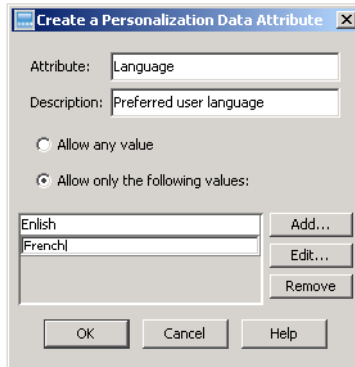 Create a Personalization Data Attribute
Attribute: Language
Description: Preferred user language
Allow any value
Allow only the following values:
Enlish
French
Add...
Edit...
Remove
OK Cancel Help